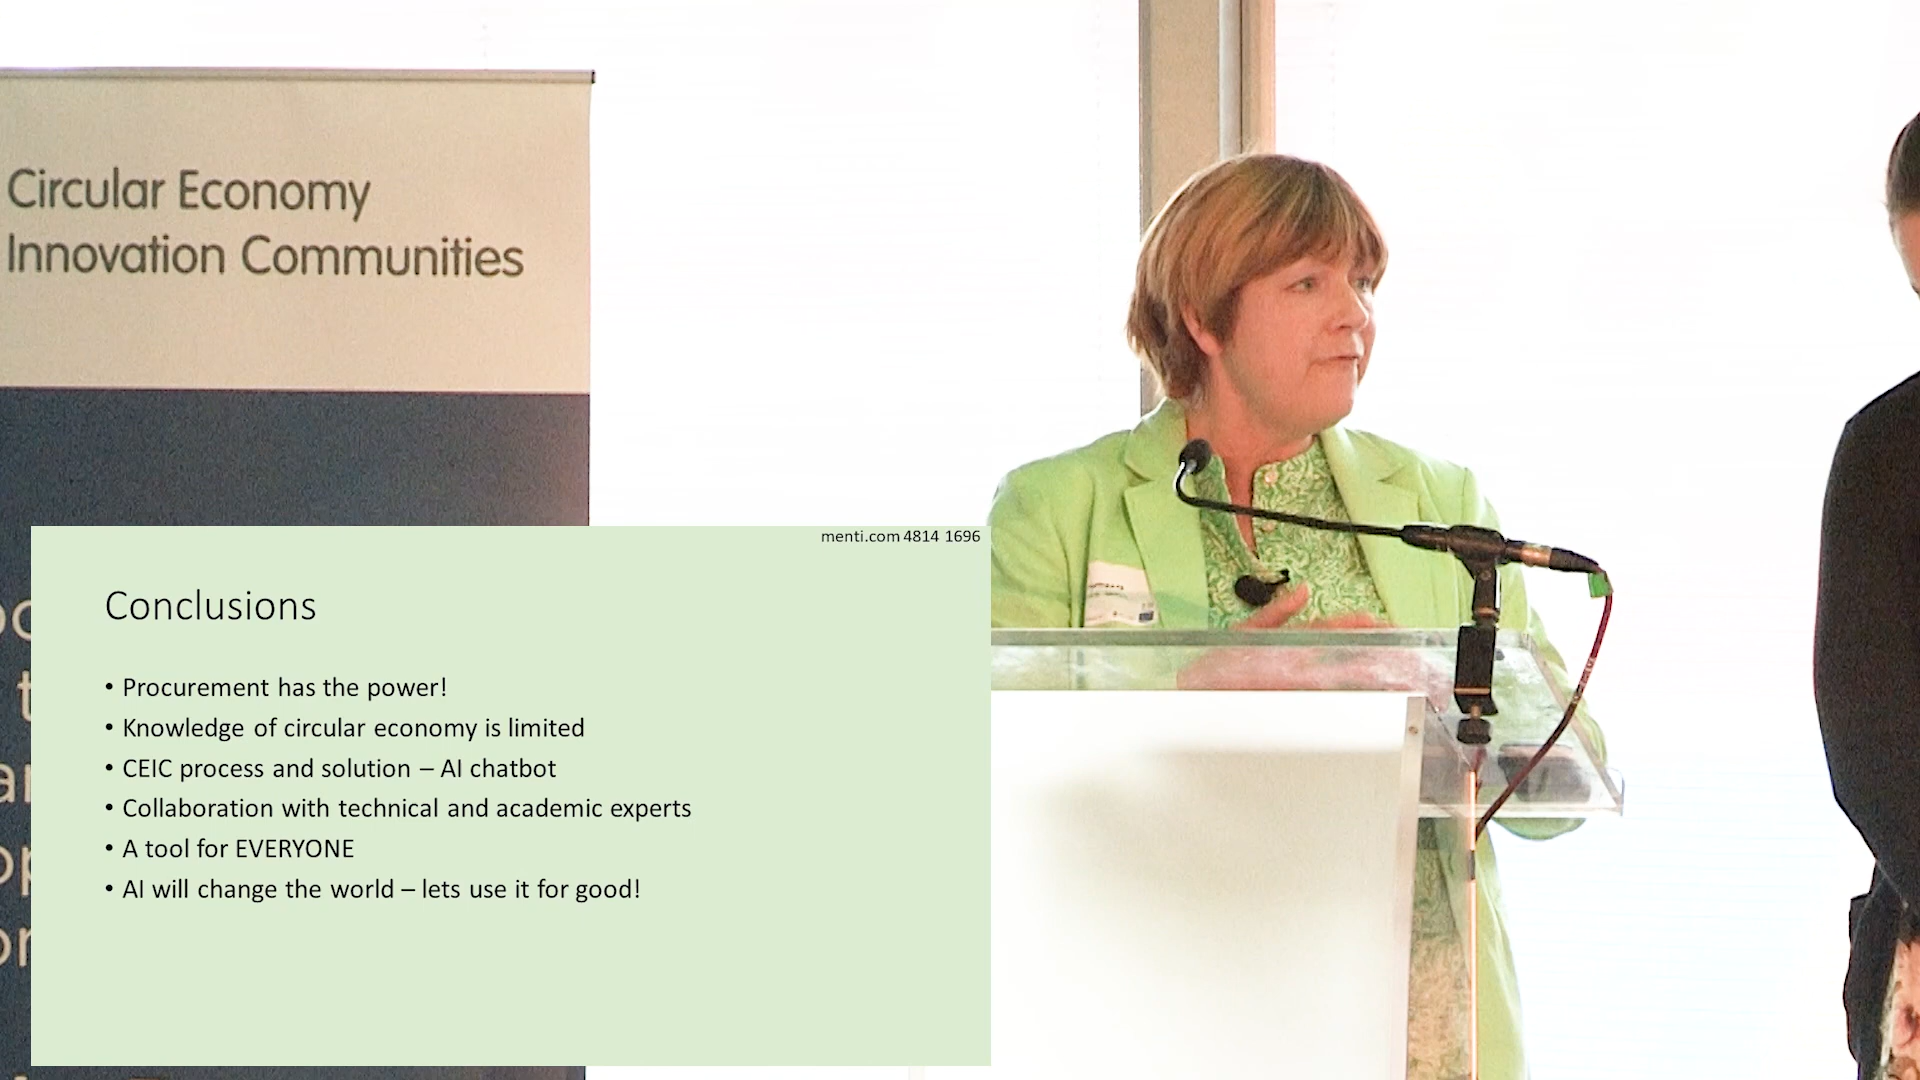 Circular Economy
Innovation Communities
menti.com 4814 1696
Conclusions
• Procurement has the power!
• Knowledge of circular economy is limited
• CEIC process and solution – AI chatbot
• Collaboration with technical and academic experts
• A tool for EVERYONE
• AI will change the world – lets use it for good!